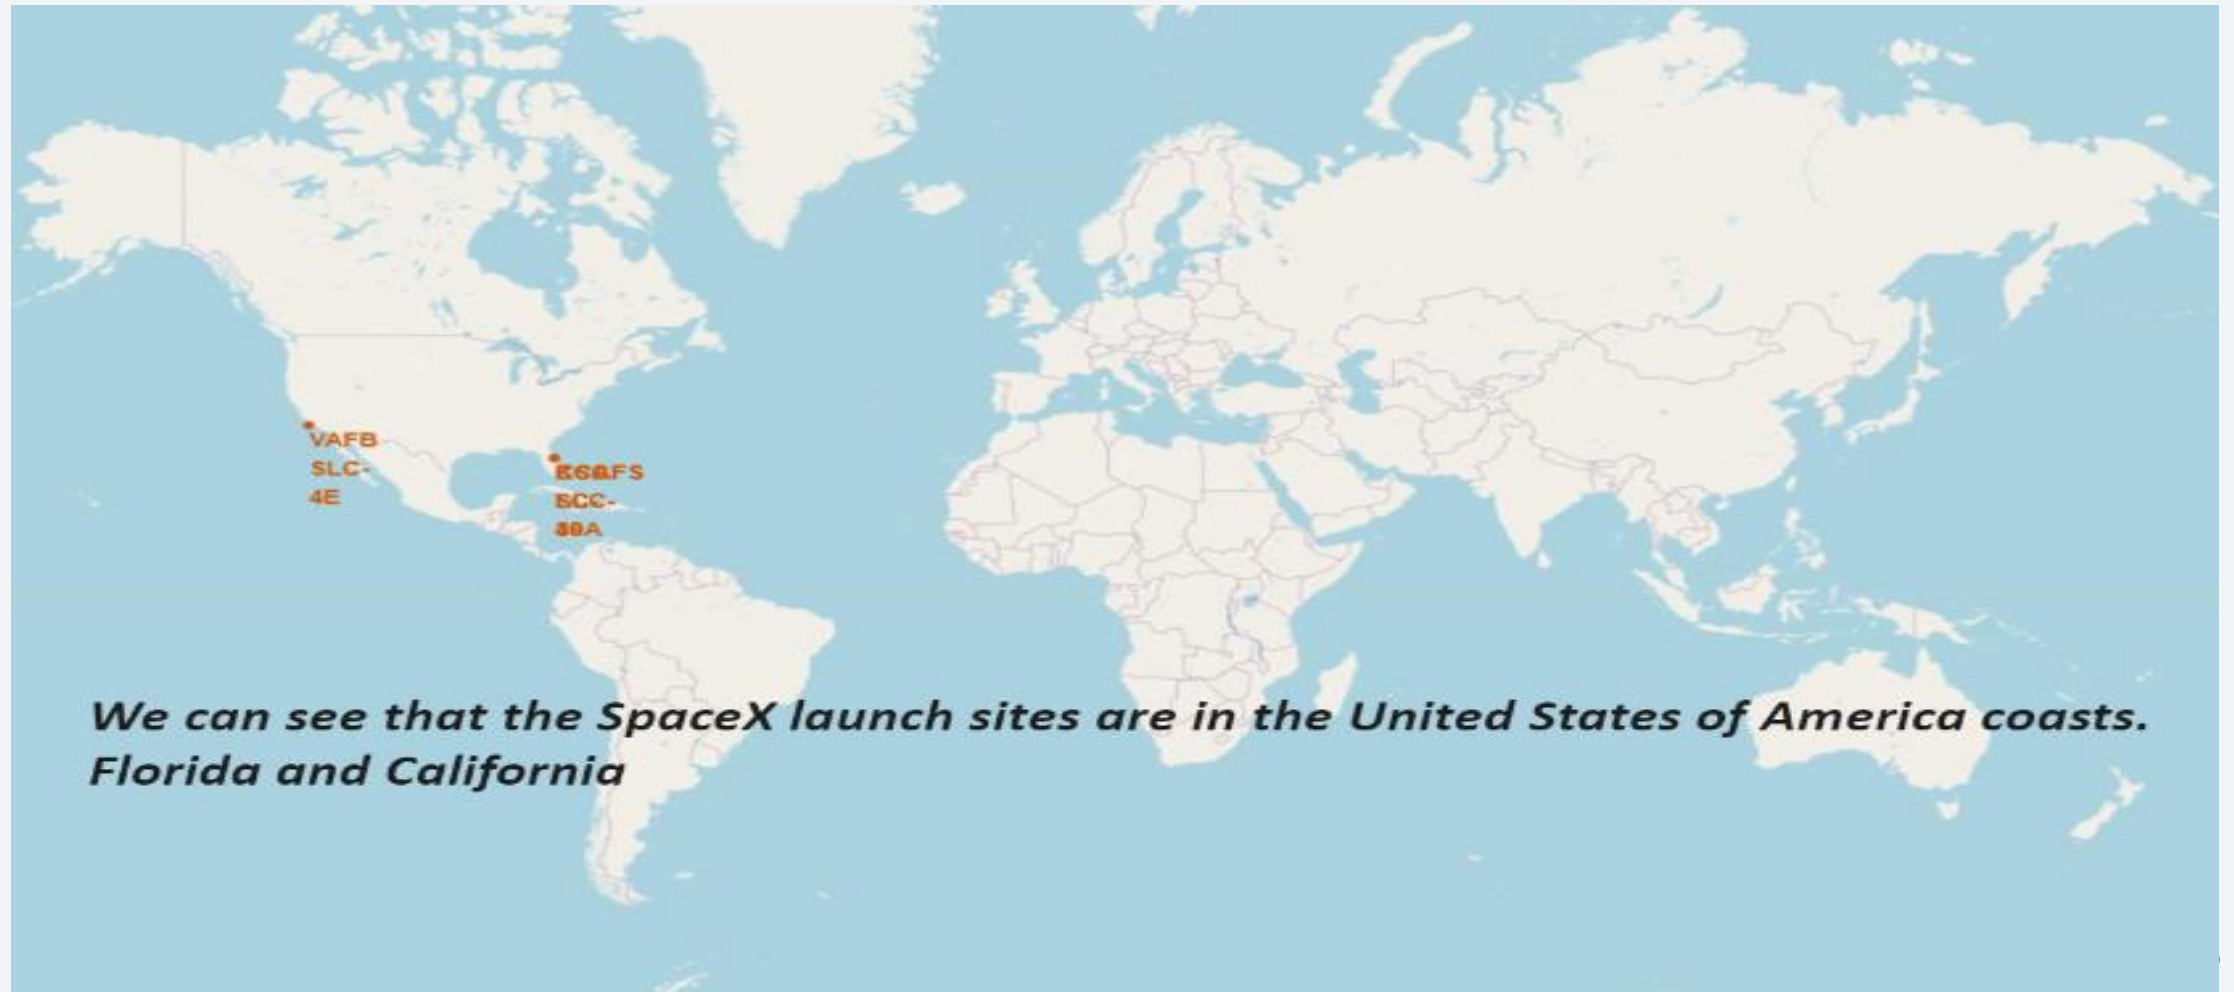 VAFB
SLC-
4E
We can see that the SpaceX launch sites are in the United States of America coasts.
Florida and California